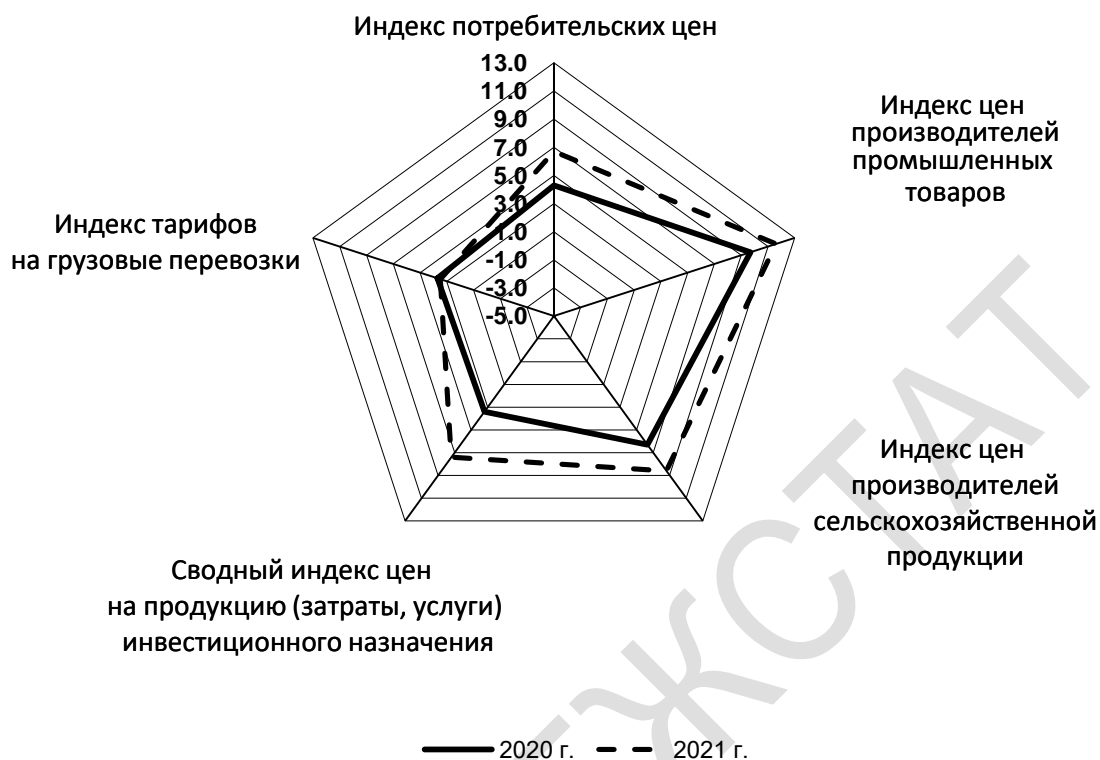 Индекс потребительских цен
13.0
11.0
9.0
7.0
5.0
3.0
1.0
-1.0
-3.0
-5.0
Индекс цен
производителей
промышленных
товаров
Индекс тарифов
на грузовые перевозки
Индекс цен
производителей
сельскохозяйственной
продукции
Сводный индекс цен
на продукцию (затраты, услуги)
инвестиционного назначения
2020 г.
2021 г.
ЖСТАТ